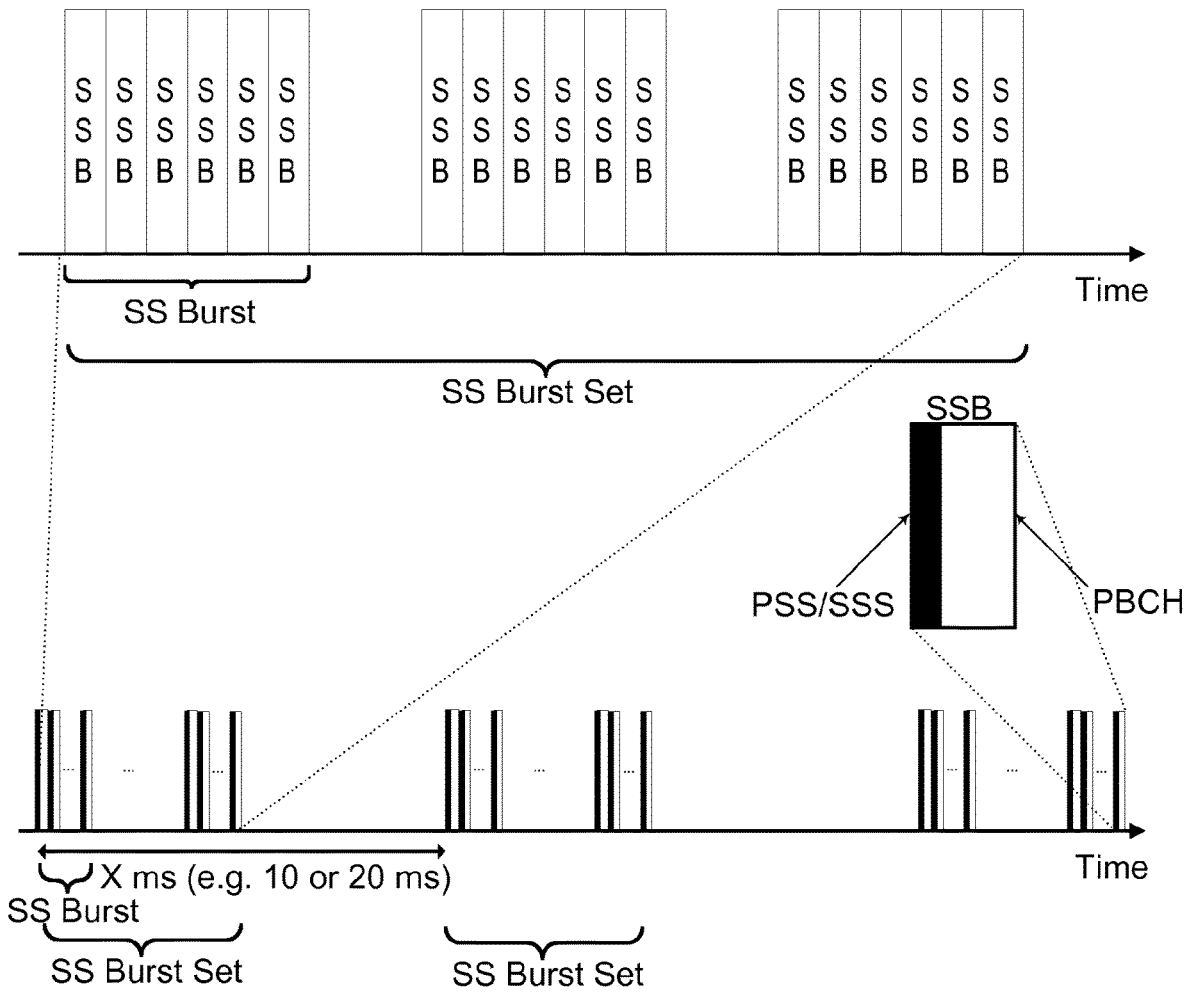 S S S S S S S S S S S S S S S S S S
S S S S S S S S S S S S S S S S S S
B B B B B B B B B B B B B B B B B B
Time
SS Burst
SS Burst Set
SSB
PSS/SSS
PBCH
... ... ... ... ... ... ... ... ...
Time
X ms (e.g. 10 or 20 ms)
SS Burst
SS Burst Set
SS Burst Set